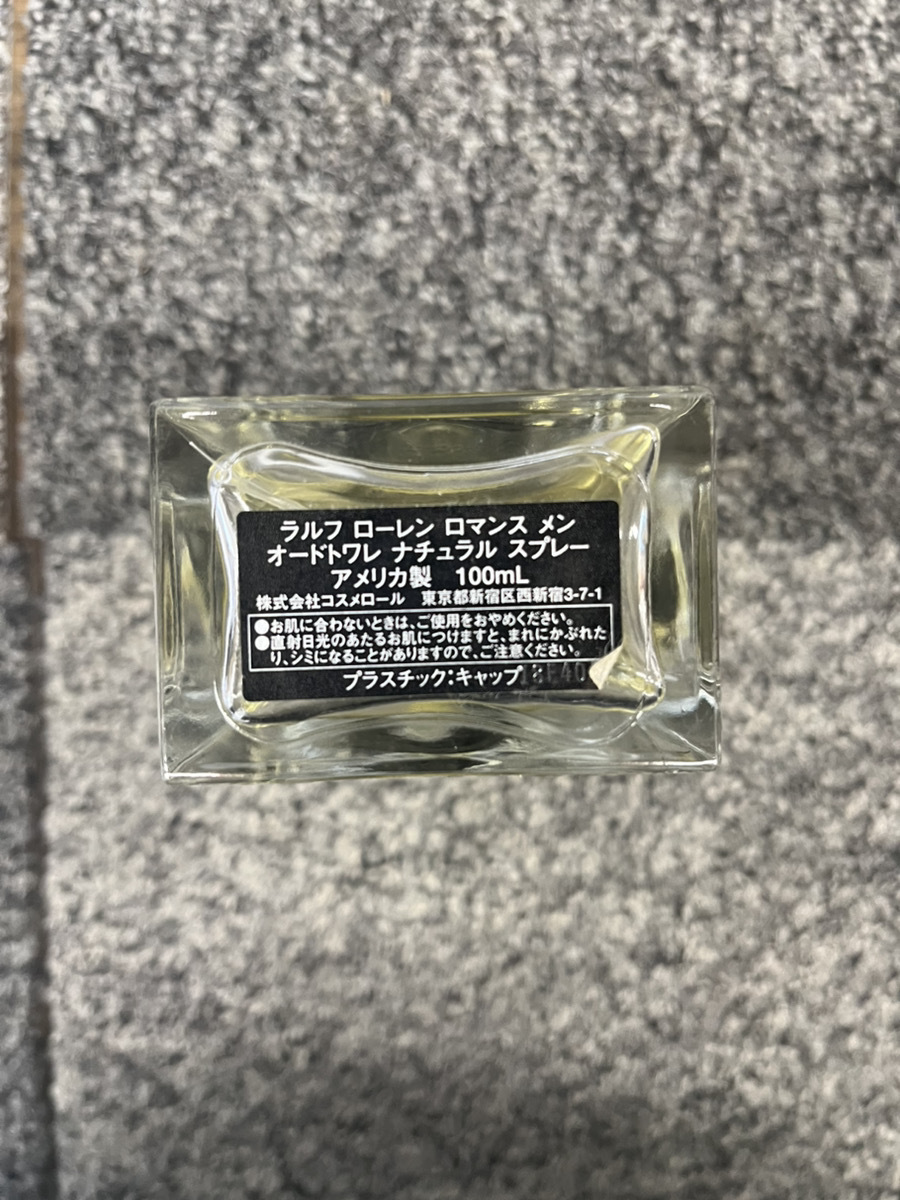 ラルフ ローレン ロマンス メン
オードトワレ ナチュラル スプレー
アメリカ製 100mL
株式会社コスメロール 東京都新宿区西新宿3-7-1
●お肌に合わないときは、ご使用をおやめください。
●直射日光のあたるお肌につけますと、まれにかぶれた
り、シミになることがありますので、ご注意ください。
プラスチック：キャップ